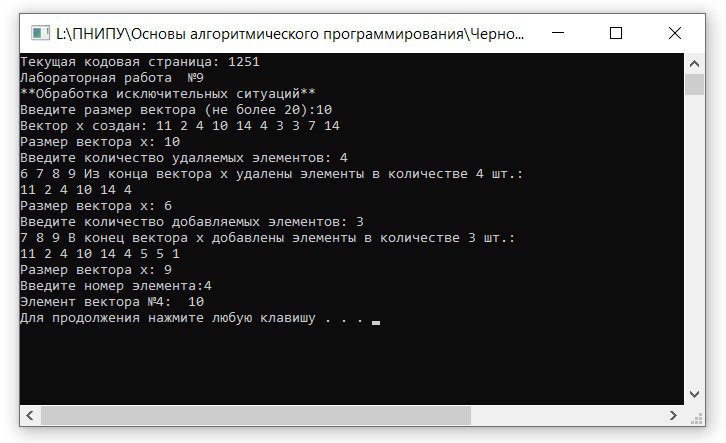 L:\ПНИПУ\Основы алгоритмического программирования\Черно...
Текущая кодовая страница: 1251
Лабораторная работа  №9
**Обработка исключительных ситуаций**
Введите размер вектора (не более 20):10
Вектор x создан: 11 2 4 10 14 4 3 3 7 14
Размер вектора x: 10
Введите количество удаляемых элементов: 4
6 7 8 9 Из конца вектора x удалены элементы в количестве 4 шт.:
11 2 4 10 14 4
Размер вектора x: 6
Введите количество добавляемых элементов: 3
7 8 9 В конец вектора x добавлены элементы в количестве 3 шт.:
11 2 4 10 14 4 5 5 1
Размер вектора x: 9
Введите номер элемента:4
Элемент вектора №4:  10
Для продолжения нажмите любую клавишу . . .